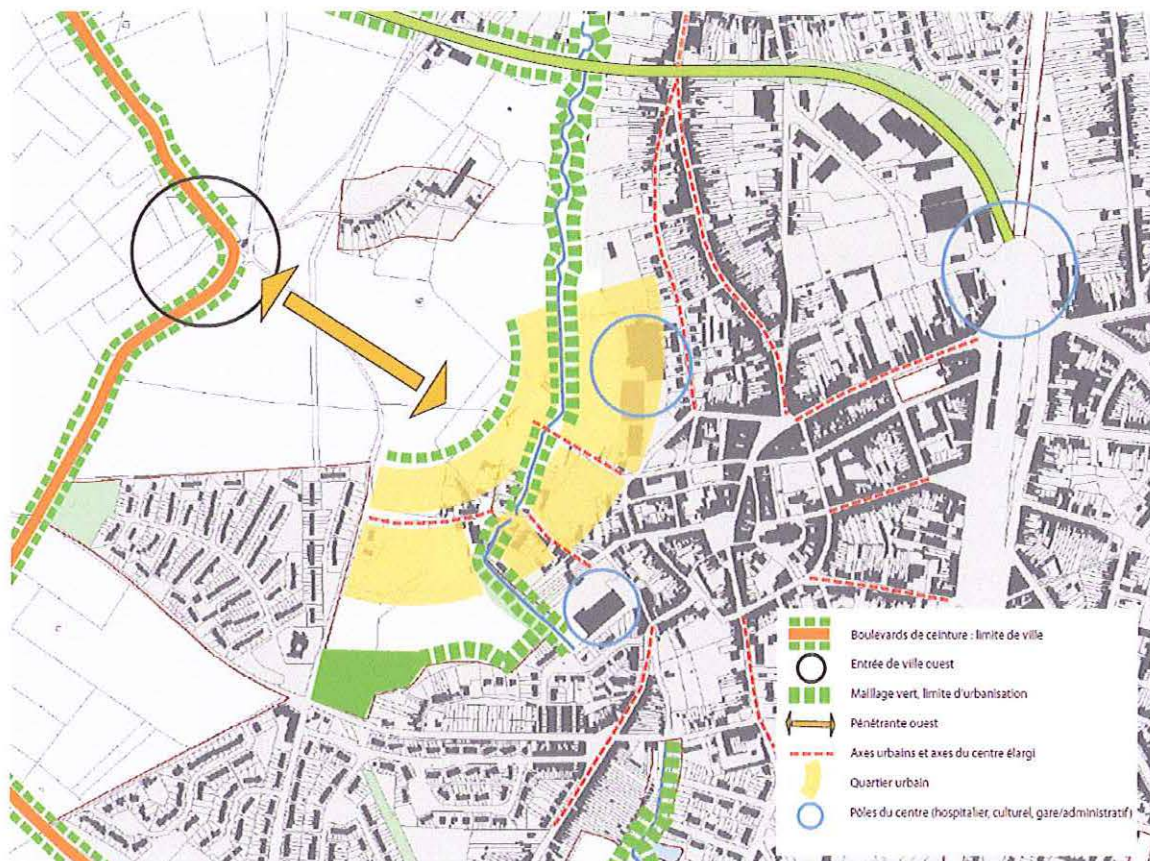 Boulevards de ceinture : limite de ville
Entrée de ville ouest
Maillage vert, limite d'urbanisation
Pénétrante ouest
Axes urbains et axes du centre élargi
Quartier urbain
Pôles du centre (hospitalier, culturel, gare/administratif)